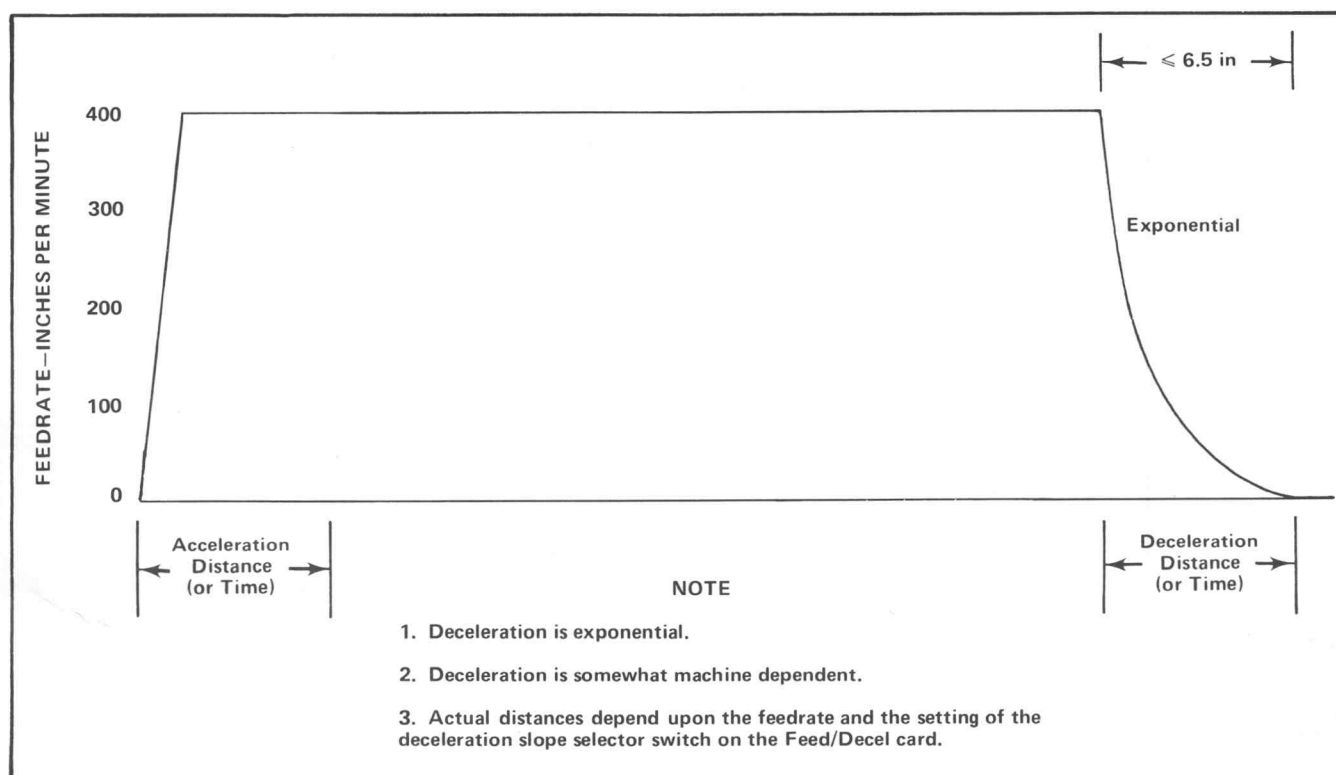 ≤ 6.5 in
FEEDRATE—INCHES PER MINUTE
400
300
200
100
0
Exponential
Acceleration
Distance
(or Time)
Deceleration
Distance
(or Time)
NOTE
1. Deceleration is exponential.
2. Deceleration is somewhat machine dependent.
3. Actual distances depend upon the feedrate and the setting of the
deceleration slope selector switch on the Feed/Decel card.